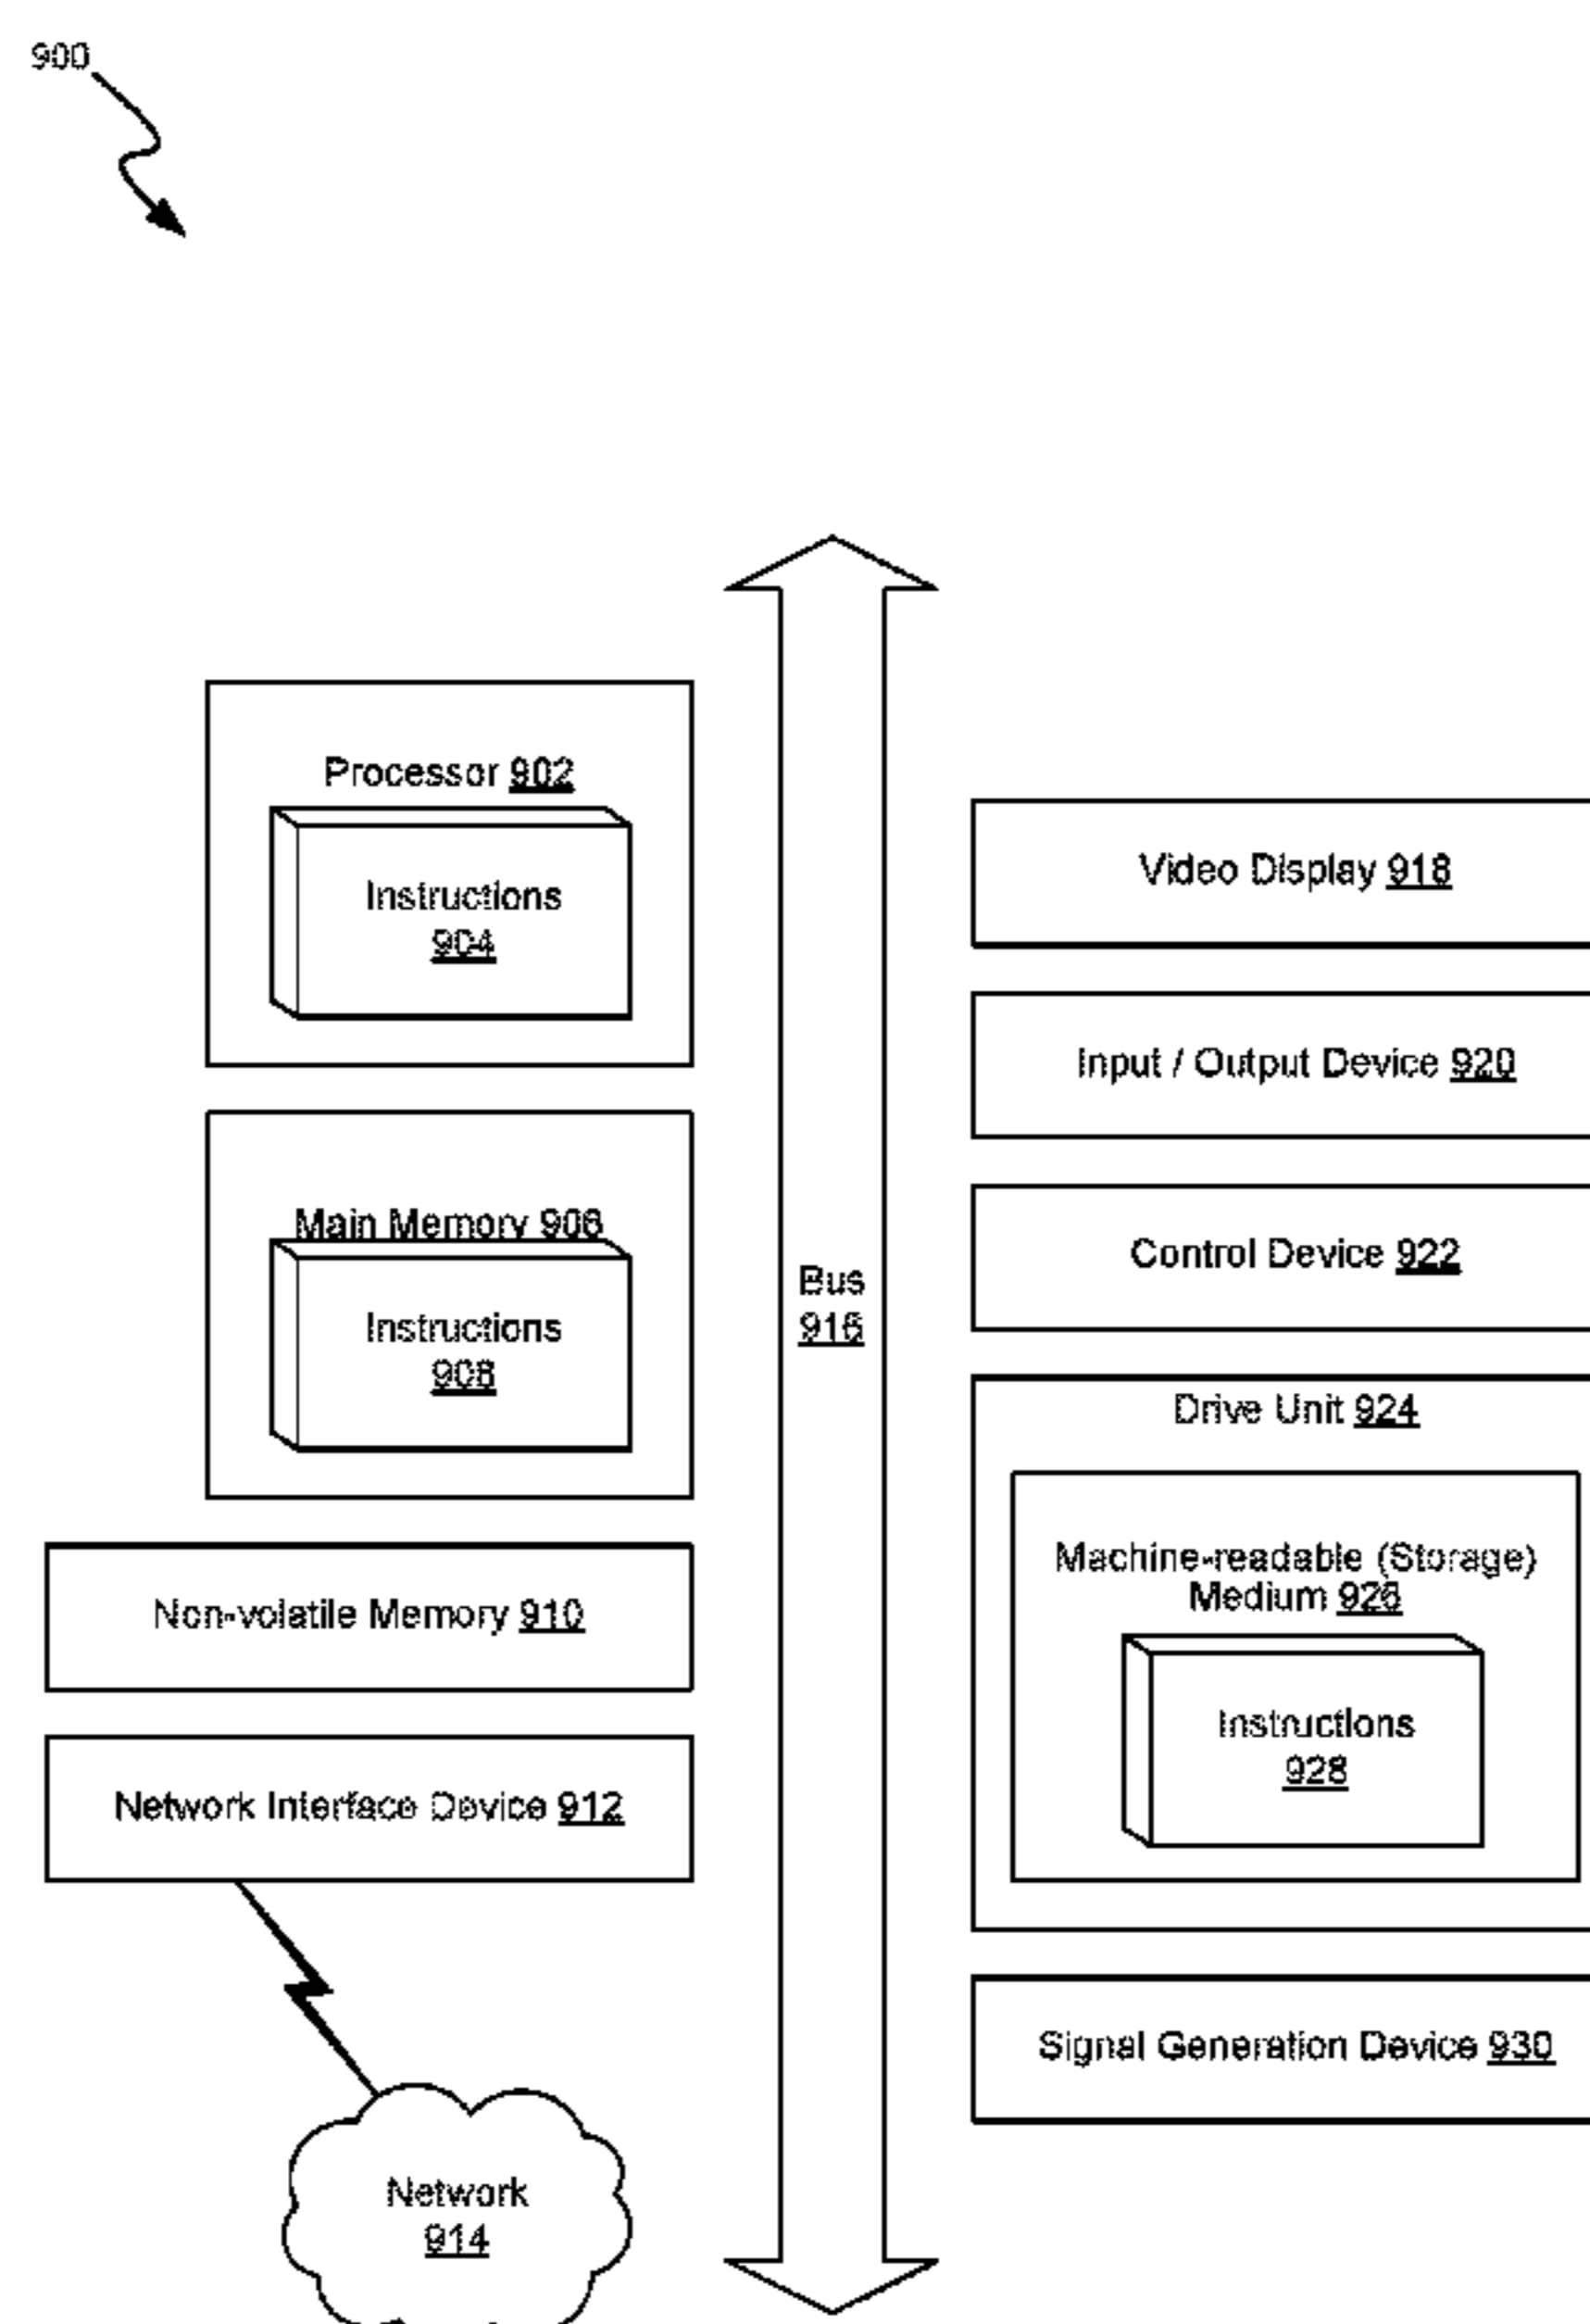 900
Processor 902
Instructions
904
Main Memory 906
Instructions
908
Non-volatile Memory 910
Network Interface Device 912
Network
914
Bus
916
Video Display 918
Input / Output Device 920
Control Device 922
Drive Unit 924
Machine-readable (Storage)
Medium 926
Instructions
928
Signal Generation Device 930